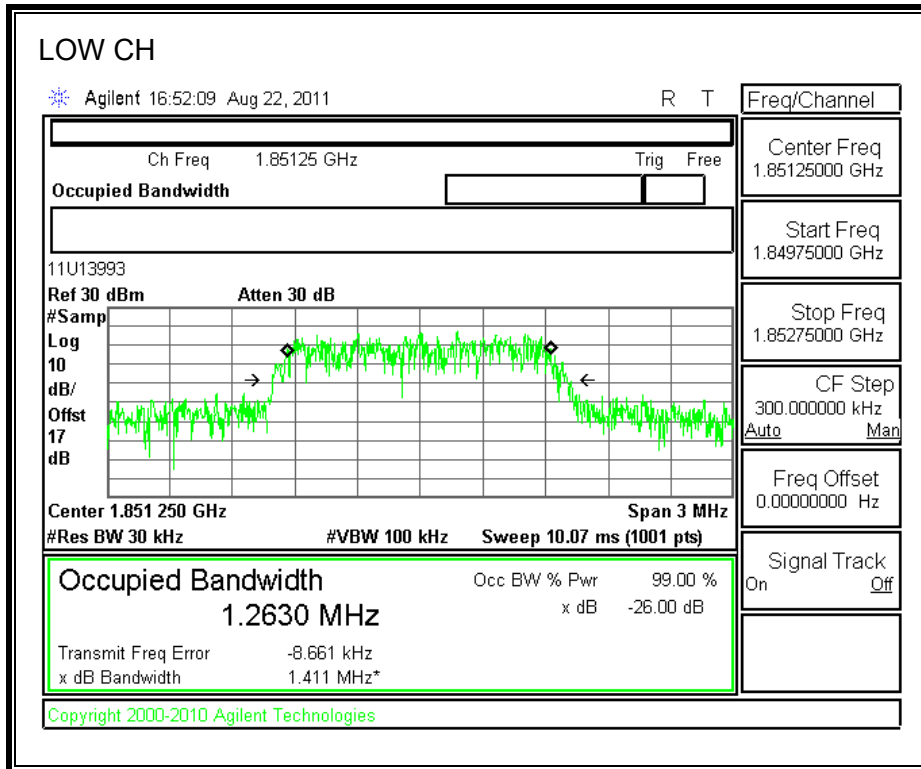 LOW CH
Agilent 16:52:09 Aug 22, 2011 R T
Freq/Channel
Ch Freq 1.85125 GHz Trig Free
Occupied Bandwidth
Center Freq
1.85125000 GHz
Start Freq
1.84975000 GHz
Stop Freq
1.85275000 GHz
CF Step
300.000000 kHz
Auto Man
Freq Offset
0.00000000 Hz
Signal Track
On Off
11U13993
Ref 30 dBm Atten 30 dB
#Samp
Log
10
dB/
Offst
17
dB
Center 1.851 250 GHz Span 3 MHz
#Res BW 30 kHz #VBW 100 kHz Sweep 10.07 ms (1001 pts)
Occupied Bandwidth Occ BW % Pwr 99.00 %
1.2630 MHz x dB -26.00 dB
Transmit Freq Error -8.661 kHz
x dB Bandwidth 1.411 MHz*
Copyright 2000-2010 Agilent Technologies